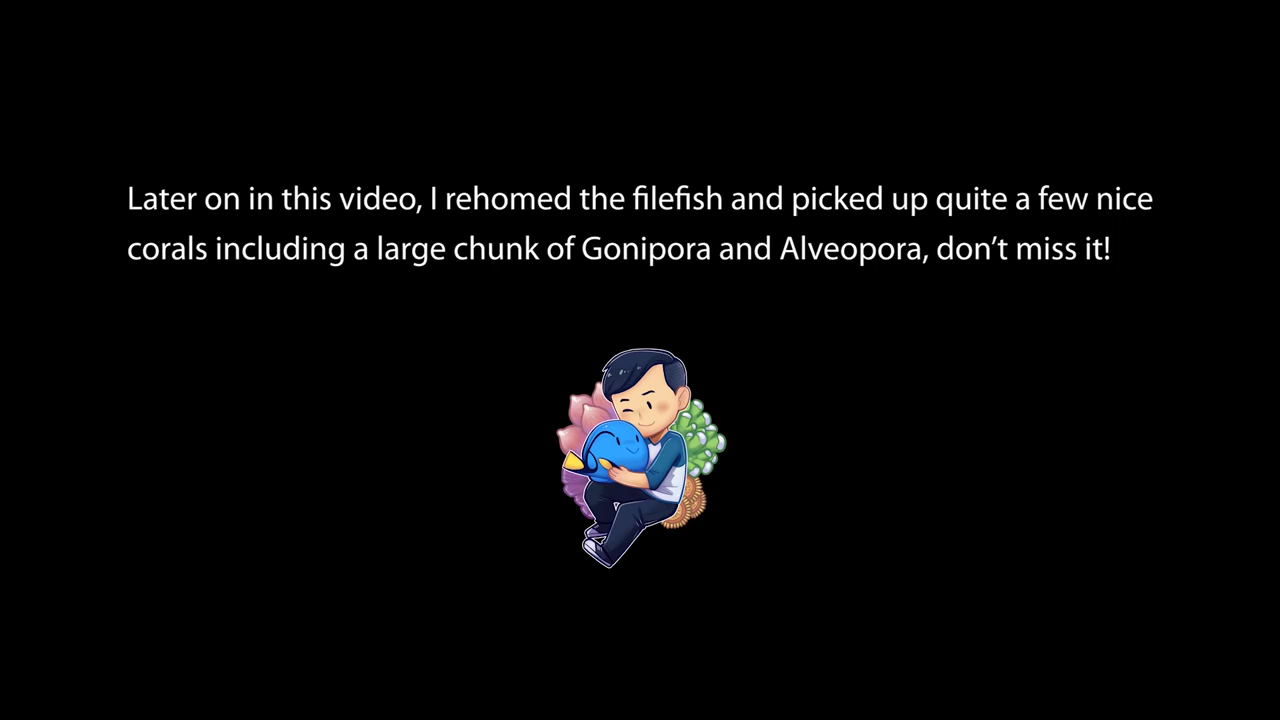 Later on in this video, I rehomed the filefish and picked up quite a few nice
corals including a large chunk of Gonipora and Alveopora, don’t miss it!